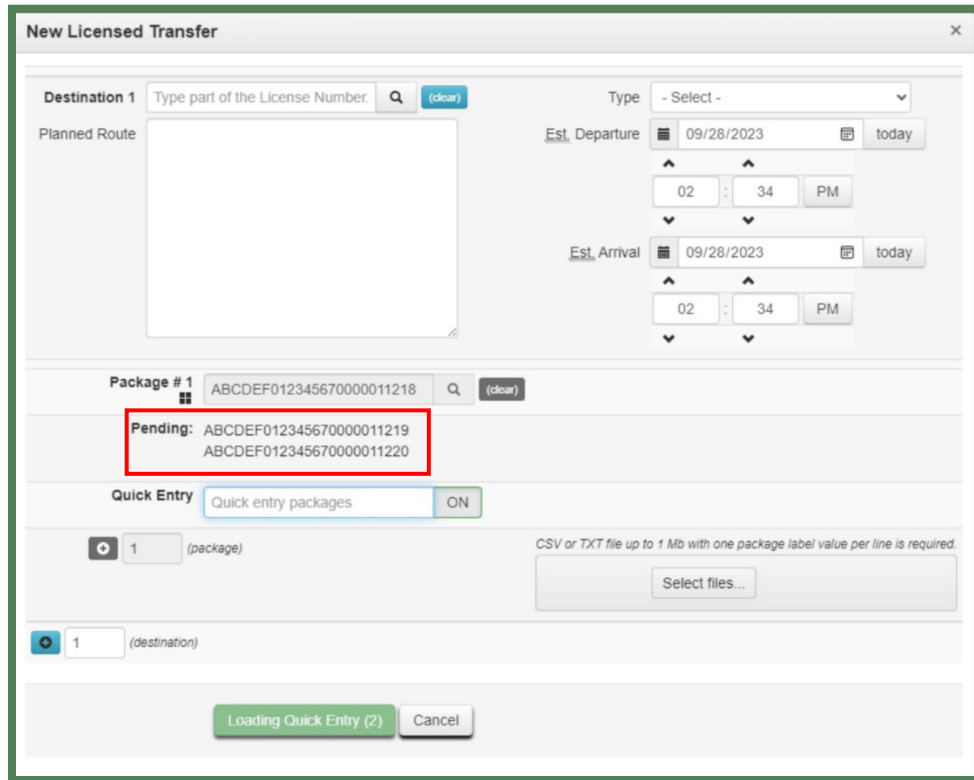 New Licensed Transfer ×
Destination 1 Type part of the License Number. (clear) Type - Select -
Planned Route Est. Departure 09/28/2023 today
02 : 34 PM
Est. Arrival 09/28/2023 today
02 : 34 PM
Package # 1 ABCDEF012345670000011218 (clear)
Pending: ABCDEF012345670000011219
ABCDEF012345670000011220
Quick Entry Quick entry packages ON
1 (package) CSV or TXT file up to 1 Mb with one package label value per line is required.
Select files...
1 (destination)
Loading Quick Entry (2) Cancel